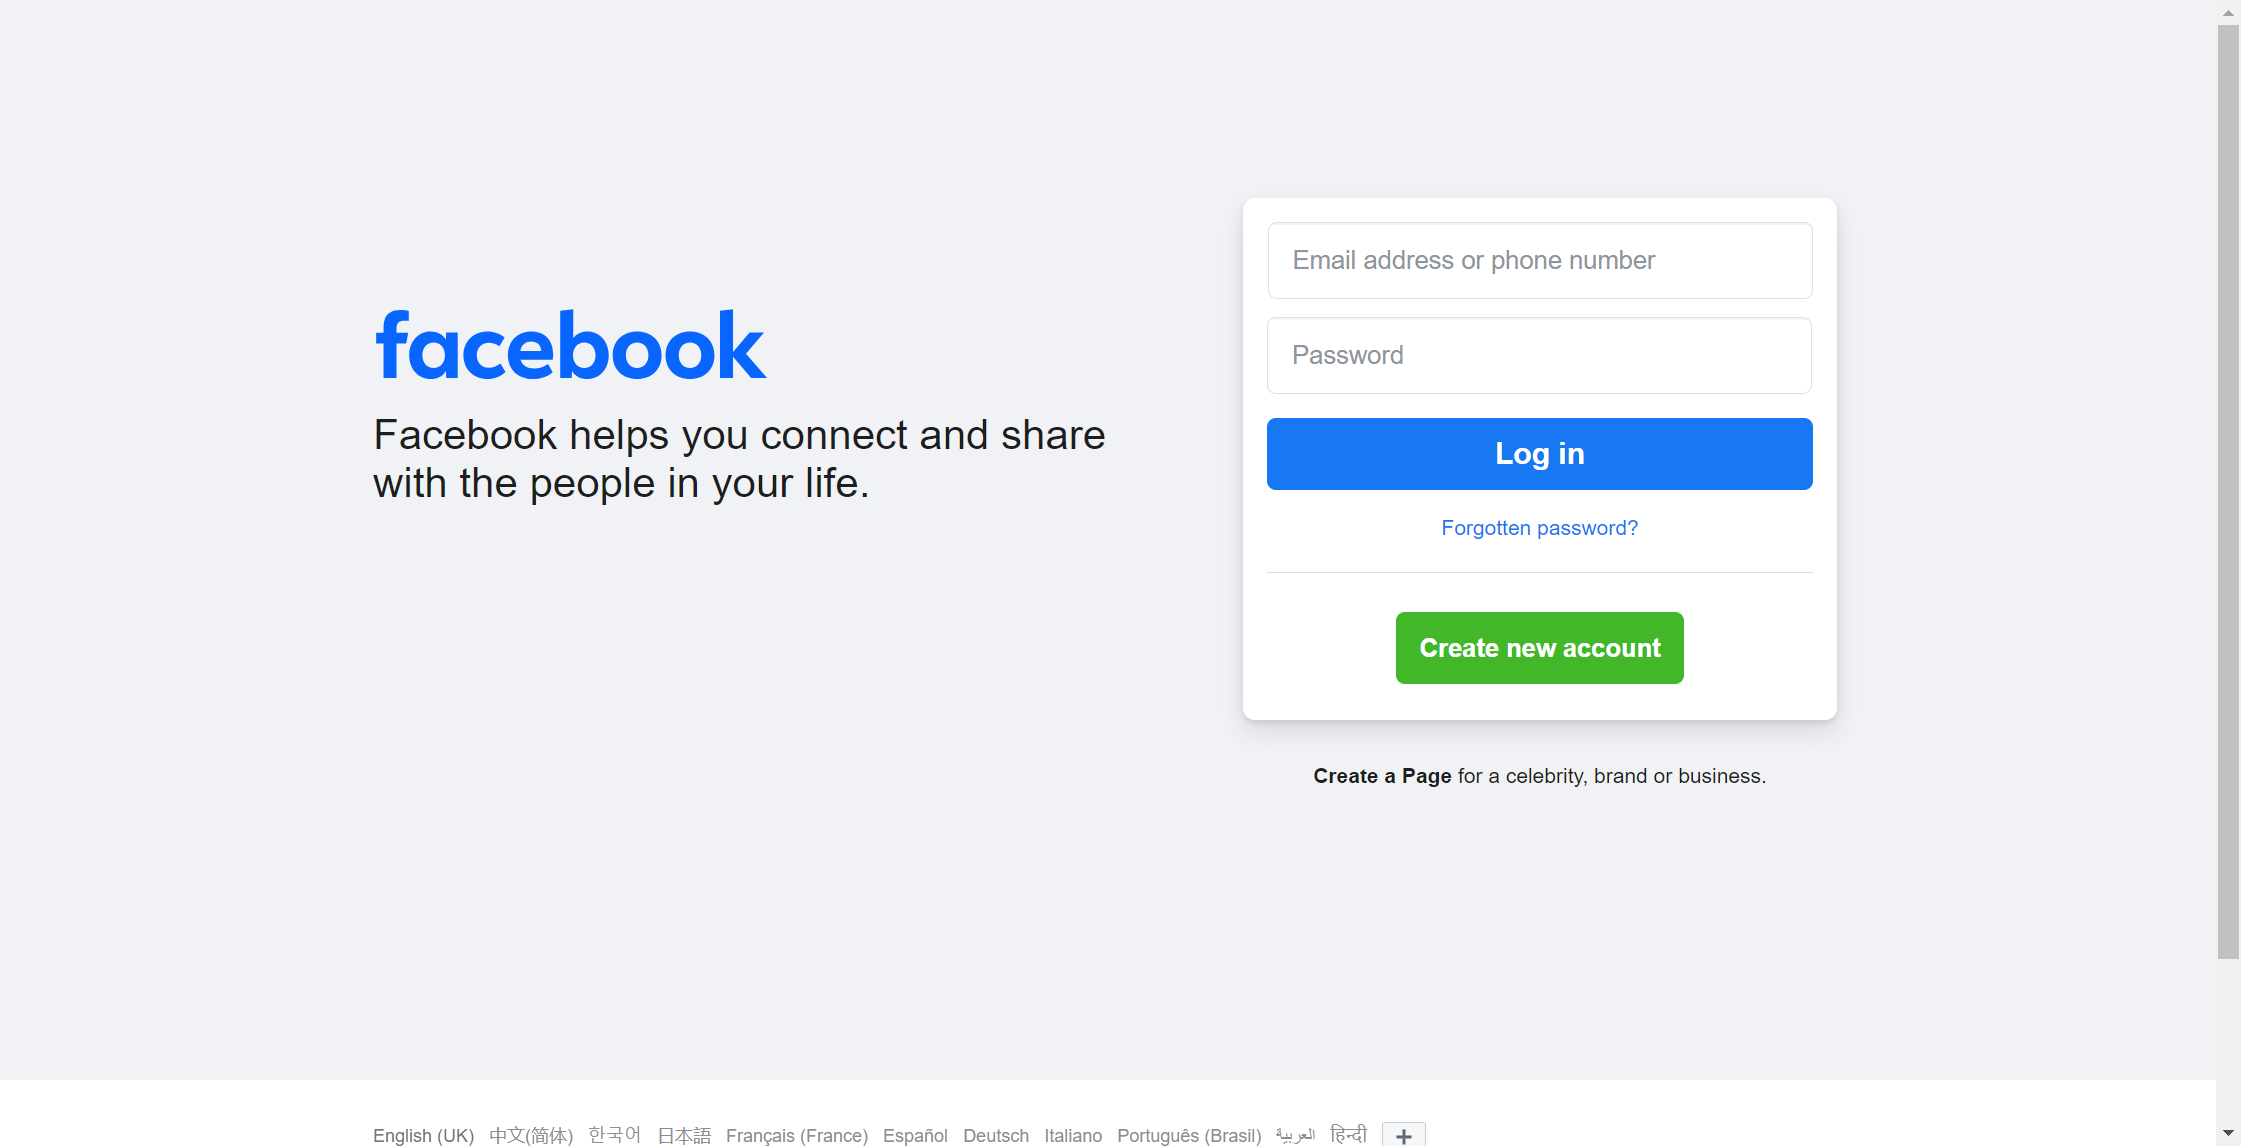 facebook
Facebook helps you connect and share
with the people in your life.
Email address or phone number
Password
Log in
Forgotten password?
Create new account
Create a Page for a celebrity, brand or business.
English (UK) 中文(简体) 한국어 日本語 Français (France) Español Deutsch Italiano Português (Brasil) العربية हिन्दी +